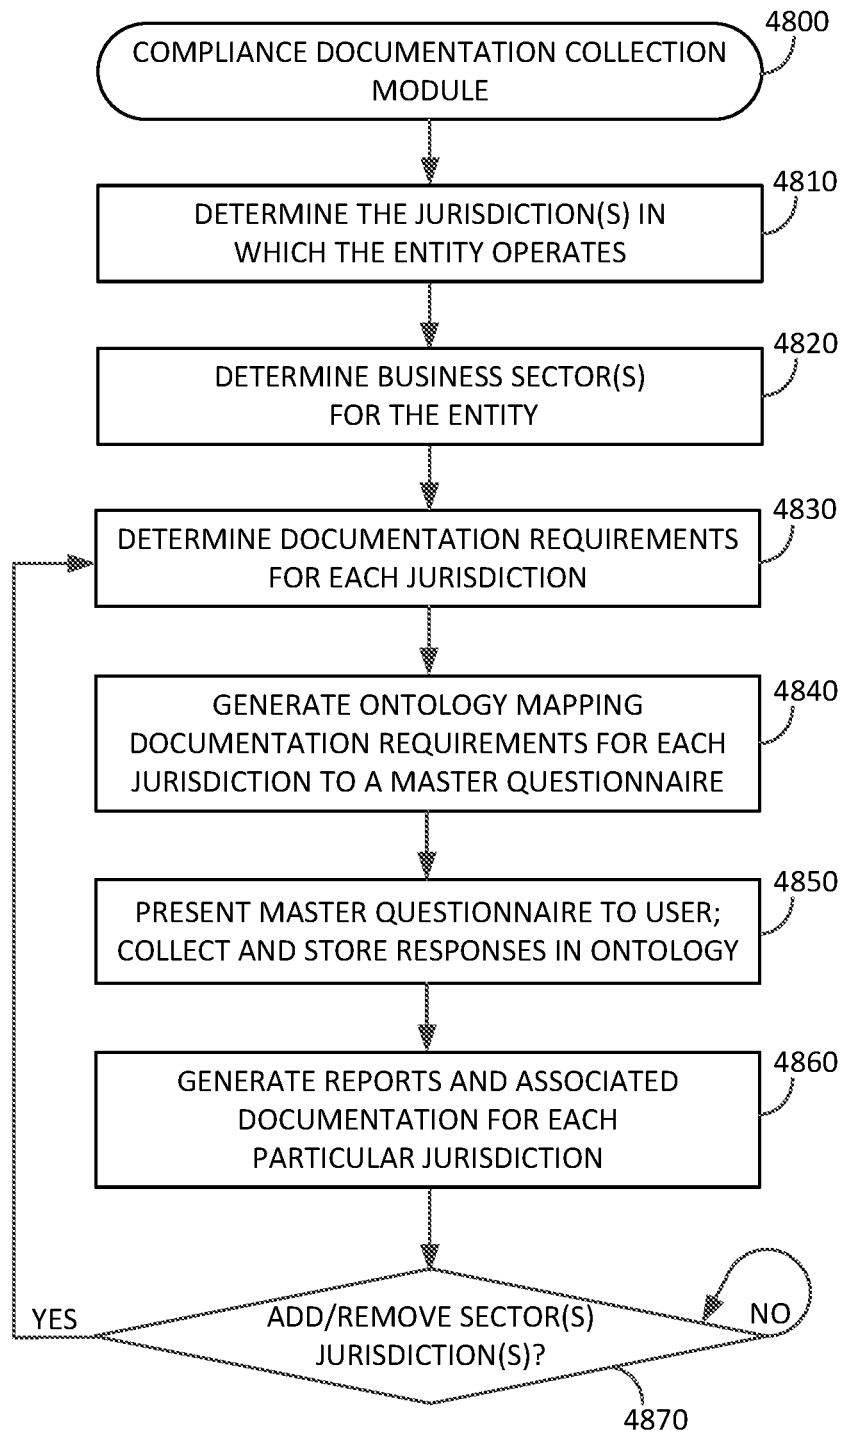 4800
COMPLIANCE DOCUMENTATION COLLECTION
MODULE
4810
DETERMINE THE JURISDICTION(S) IN
WHICH THE ENTITY OPERATES
4820
DETERMINE BUSINESS SECTOR(S)
FOR THE ENTITY
4830
DETERMINE DOCUMENTATION REQUIREMENTS
FOR EACH JURISDICTION
4840
GENERATE ONTOLOGY MAPPING
DOCUMENTATION REQUIREMENTS FOR EACH
JURISDICTION TO A MASTER QUESTIONNAIRE
4850
PRESENT MASTER QUESTIONNAIRE TO USER;
COLLECT AND STORE RESPONSES IN ONTOLOGY
4860
GENERATE REPORTS AND ASSOCIATED
DOCUMENTATION FOR EACH
PARTICULAR JURISDICTION
YES
ADD/REMOVE SECTOR(S)
JURISDICTION(S)?
NO
4870